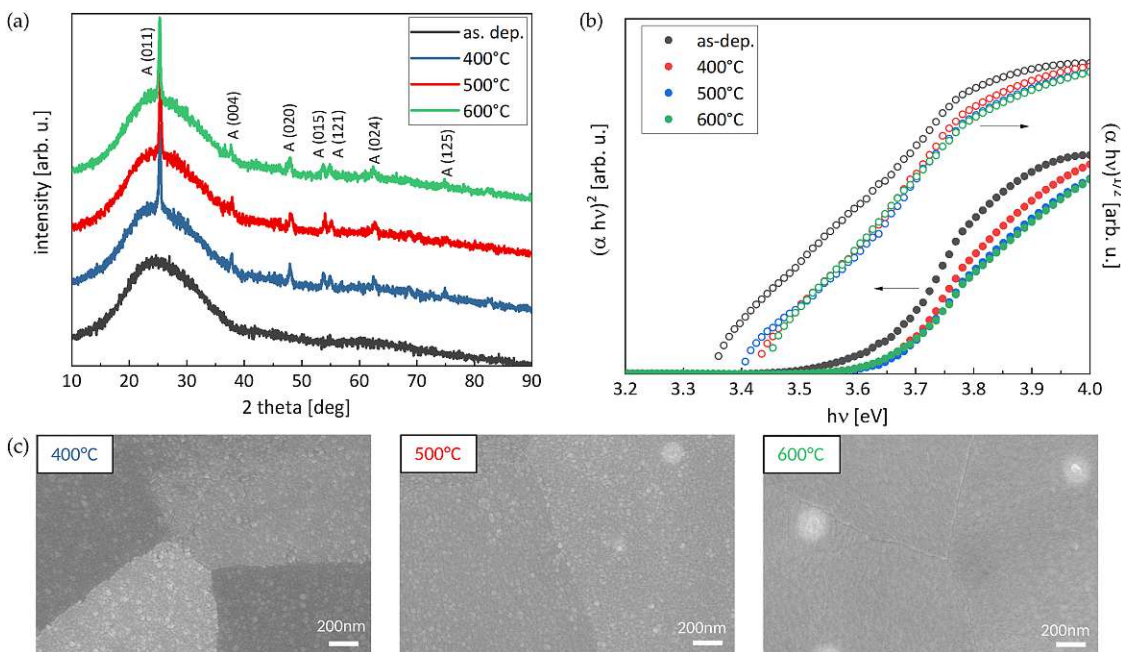 (a)
intensity [arb. u.]
A (011)
A (004)
A (020)
A (015)
A (121)
A (024)
A (125)
as. dep.
400°C
500°C
600°C
10 20 30 40 50 60 70 80 90
2 theta [deg]
(b)
(α hν)² [arb. u.]
as-dep.
400°C
500°C
600°C
(α hν)^1/2 [arb. u.]
3.2 3.3 3.4 3.5 3.6 3.7 3.8 3.9 4.0
hν [eV]
(c)
400°C
200nm
500°C
200nm
600°C
200nm